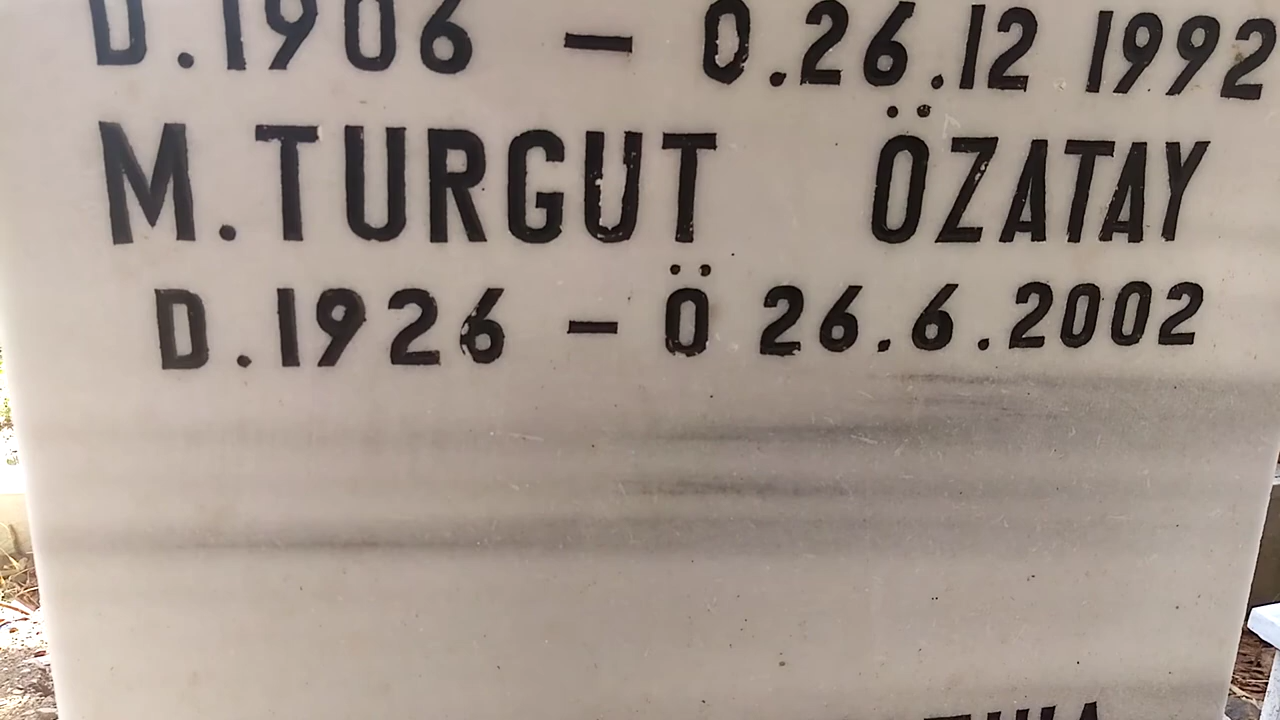 D.1906 – Ö.26.12 1992
M.TURGUT ÖZATAY
D.1926 – Ö 26.6.2002